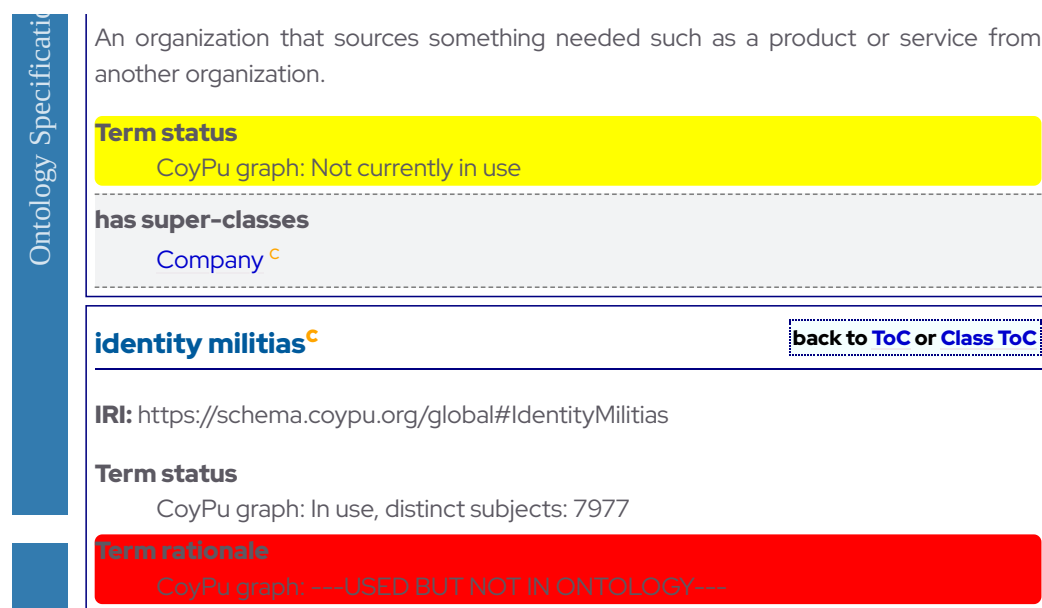 Ontology Specificati
An organization that sources something needed such as a product or service from
another organization.
Term status
CoyPu graph: Not currently in use
has super-classes
Company c
identity militiasc
back to ToC or Class ToC
IRI: https://schema.coypu.org/global#IdentityMilitias
Term status
CoyPu graph: In use, distinct subjects: 7977
Term rationale
CoyPu graph: ---USED BUT NOT IN ONTOLOGY---